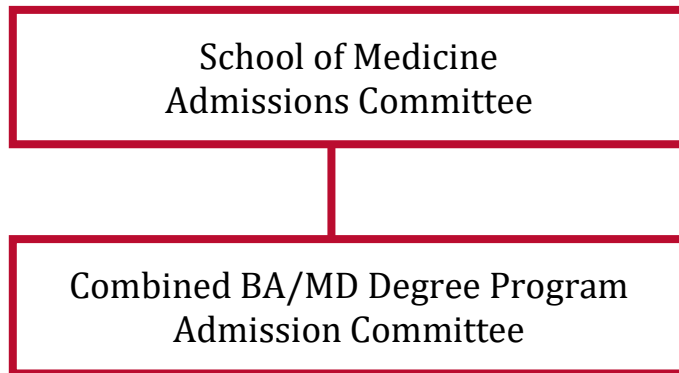 School of Medicine
Admissions Committee
Combined BA/MD Degree Program
Admission Committee